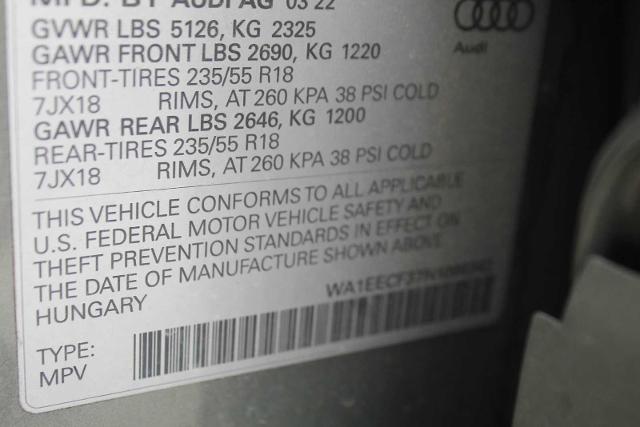 MFD. BY AUDI AG 03 22
Audi
GVWR LBS 5126, KG 2325
GAWR FRONT LBS 2690, KG 1220
FRONT-TIRES 235/55 R18
7JX18 RIMS, AT 260 KPA 38 PSI COLD
GAWR REAR LBS 2646, KG 1200
REAR-TIRES 235/55 R18
7JX18 RIMS, AT 260 KPA 38 PSI COLD
THIS VEHICLE CONFORMS TO ALL APPLICABLE
U.S. FEDERAL MOTOR VEHICLE SAFETY AND
THEFT PREVENTION STANDARDS IN EFFECT ON
THE DATE OF MANUFACTURE SHOWN ABOVE
HUNGARY
TYPE:
MPV